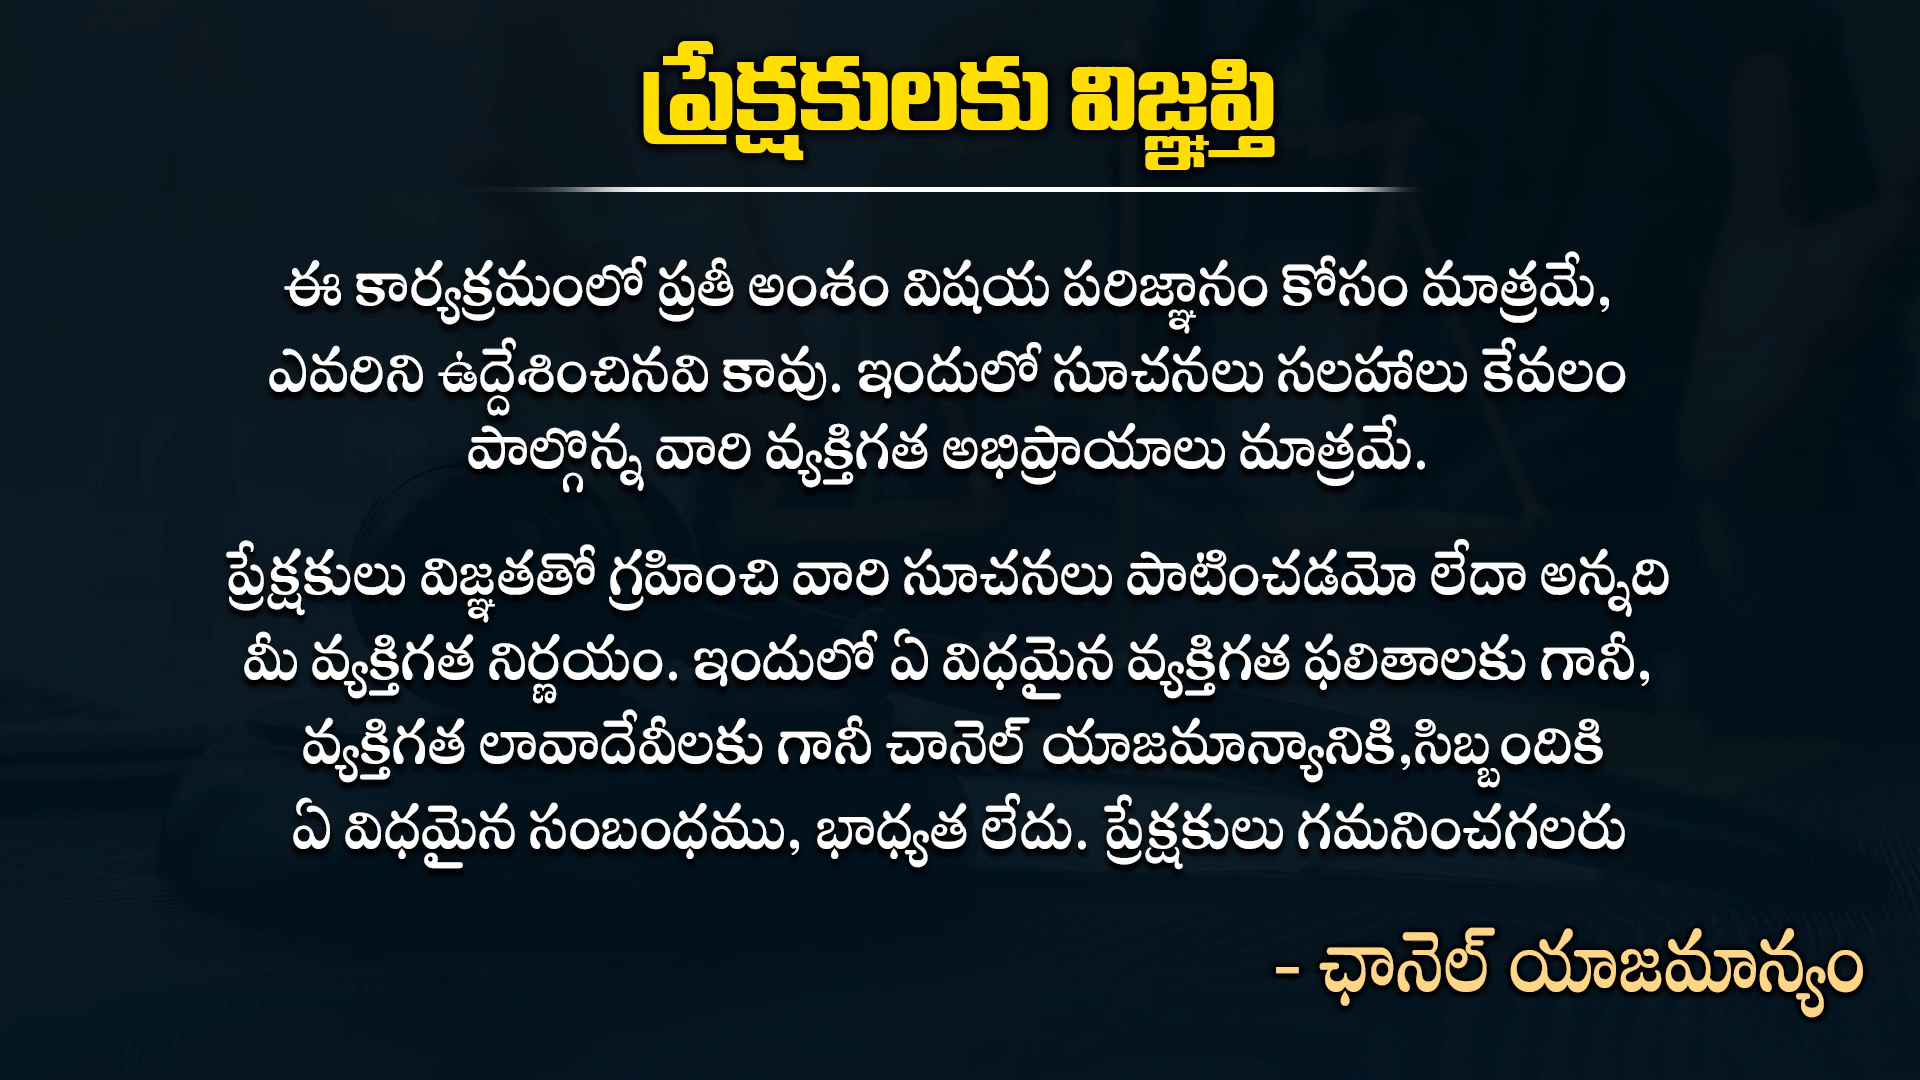 ప్రేక్షకులకు విజ్ఞప్తి
ఈ కార్యక్రమంలో ప్రతీ అంశం విషయ పరిజ్ఞానం కోసం మాత్రమే,
ఎవరిని ఉద్దేశించినవి కావు. ఇందులో సూచనలు సలహాలు కేవలం
పాల్గొన్న వారి వ్యక్తిగత అభిప్రాయాలు మాత్రమే.
ప్రేక్షకులు విజ్ఞతతో గ్రహించి వారి సూచనలు పాటించడమో లేదా అన్నది
మీ వ్యక్తిగత నిర్ణయం. ఇందులో ఏ విధమైన వ్యక్తిగత ఫలితాలకు గానీ,
వ్యక్తిగత లావాదేవీలకు గానీ చానెల్ యాజమాన్యానికి,సిబ్బందికి
ఏ విధమైన సంబంధము, భాధ్యత లేదు. ప్రేక్షకులు గమనించగలరు
- ఛానెల్ యాజమాన్యం